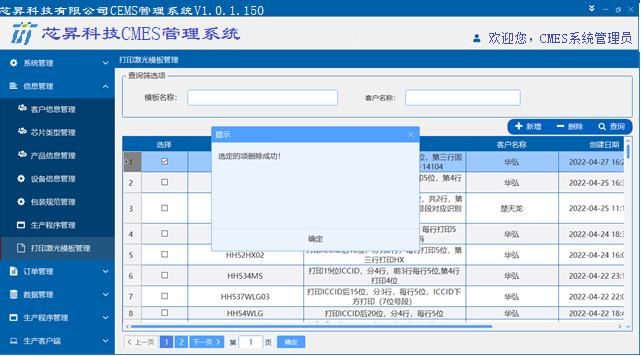 芯昇科技有限公司CEMS管理系统V1.0.1.150
芯昇科技CMES管理系统
欢迎您,CMES系统管理员
系统管理
信息管理
客户信息管理
芯片类型管理
产品信息管理
设备信息管理
包装规范管理
生产程序管理
打印激光模板管理
订单管理
数据管理
生产程序管理
生产客户端
打印激光模板管理
查询筛选项
模板名称:
客户名称:
新增 删除 查询
选择 客户名称 创建日期
1 位，第三行固 华弘 2022-04-27 16:2
-14104
2 印5位，第4行 华弘 2022-04-25 16:3
3 位，共2行，第 楚天龙 2022-04-25 11:1
号段对应识别
4 ，每行打印5 华弘 2022-04-24 18:3
码
5 HH52HX02 打印ICCID后10位，分2行，每行打印5位，第 华弘 2022-04-24 16:0
三行打印HX
6 HH534MS 打印19位ICCID，分4行，前3行每行5位,第4行 华弘 2022-04-22 23:1
打印4位
7 HH537WLG03 打印ICCID后15位，分3行，每行5位，ICCID下 华弘 2022-04-22 22:0
方打印（7位号段）
8 HH54WLG 打印ICCID后20位，分4行，每行5位 华弘 2022-04-22 18:0
提示
选定的项删除成功！
确定
上一页 1 2 下一页 第 1 页 确定